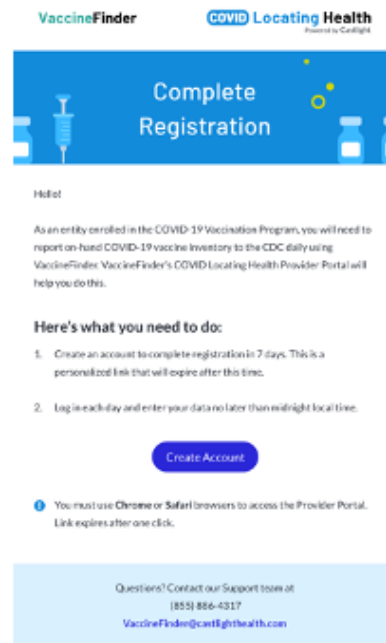 VaccineFinder
COVID Locating Health
Powered by Castlight
Complete
Registration
Hello!
As an entity enrolled in the COVID-19 Vaccination Program, you will need to
report on-hand COVID-19 vaccine inventory to the CDC daily using
VaccineFinder. VaccineFinder's COVID Locating Health Provider Portal will
help you do this.
Here's what you need to do:
1. Create an account to complete registration in 7 days. This is a
personalized link that will expire after this time.
2. Log in each day and enter your data no later than midnight local time.
Create Account
You must use Chrome or Safari browsers to access the Provider Portal.
Link expires after one click.
Questions? Contact our Support team at
(855) 886-4317
VaccineFinder@castlighthealth.com